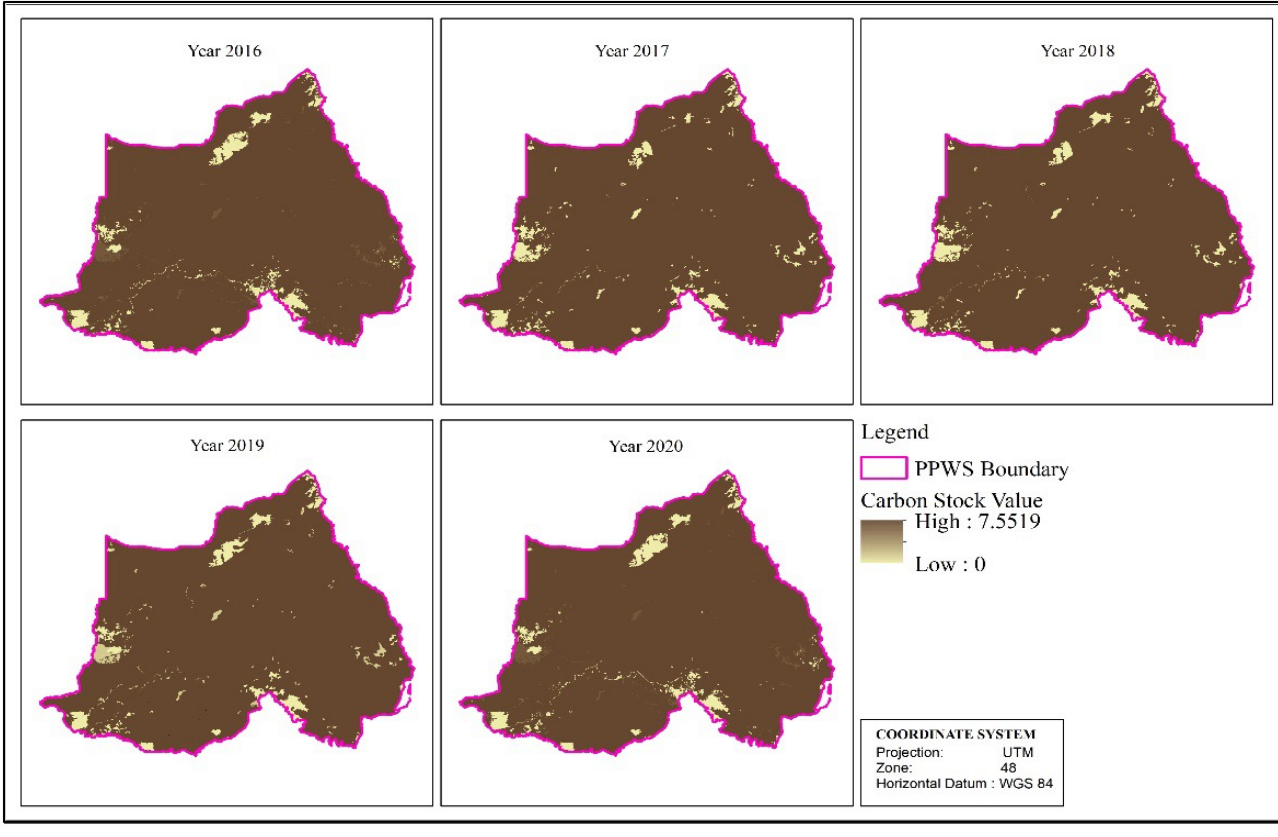 Year 2016
Year 2017
Year 2018
Year 2019
Year 2020
Legend
PPWS Boundary
Carbon Stock Value
High : 7.5519
Low : 0
COORDINATE SYSTEM
Projection: UTM
Zone: 48
Horizontal Datum : WGS 84